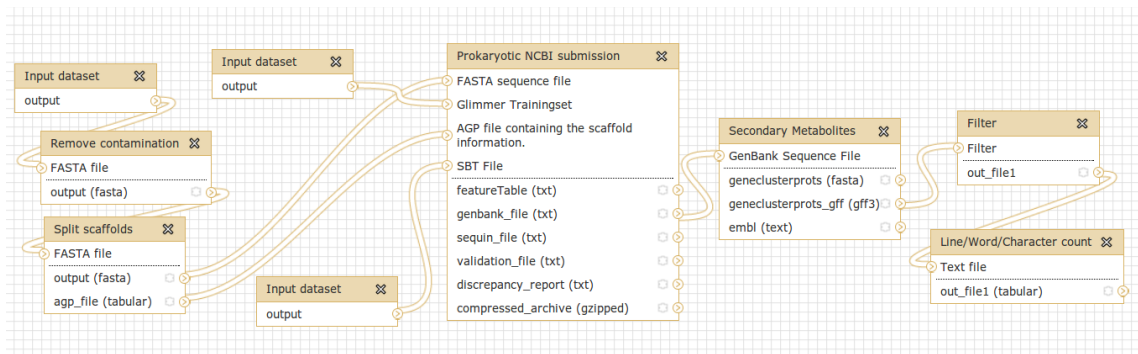 Input dataset
output
Remove contamination
FASTA file
output (fasta)
Split scaffolds
FASTA file
output (fasta)
agp_file (tabular)
Input dataset
output
Input dataset
output
Prokaryotic NCBI submission
FASTA sequence file
Glimmer Trainingset
AGP file containing the scaffold
information.
SBT File
featureTable (txt)
genbank_file (txt)
sequin_file (txt)
validation_file (txt)
discrepancy_report (txt)
compressed_archive (gzipped)
Secondary Metabolites
GenBank Sequence File
geneclusterprots (fasta)
geneclusterprots_gff (gff3)
embl (text)
Filter
Filter
out_file1
Line/Word/Character count
Text file
out_file1 (tabular)